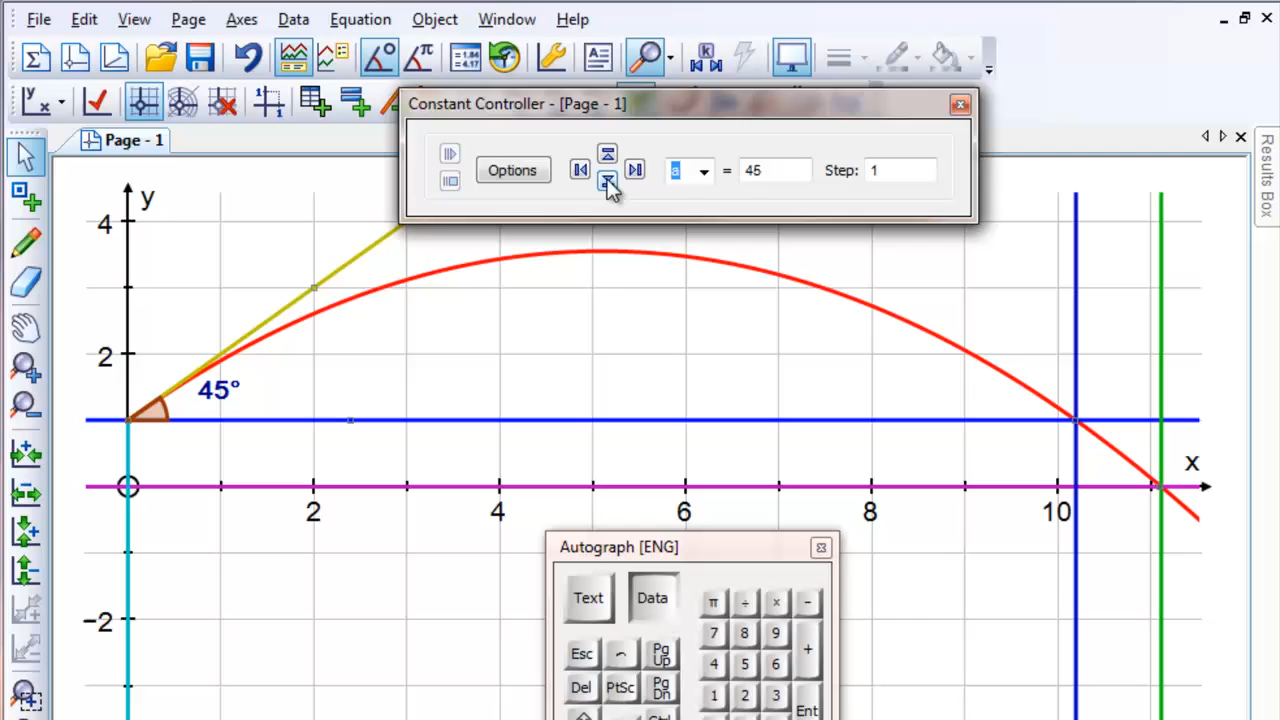 File Edit View Page Axes Data Equation Object Window Help
Page - 1
Constant Controller - [Page - 1]
Options a = 45 Step: 1
Results Box
y
4
2
45°
x
2 4 6 8 10
−2
Autograph [ENG]
Text Data
π ÷ × −
7 8 9 +
Esc Pg Up 4 5 6
Del PtSc Pg Dn 1 2 3 Ent